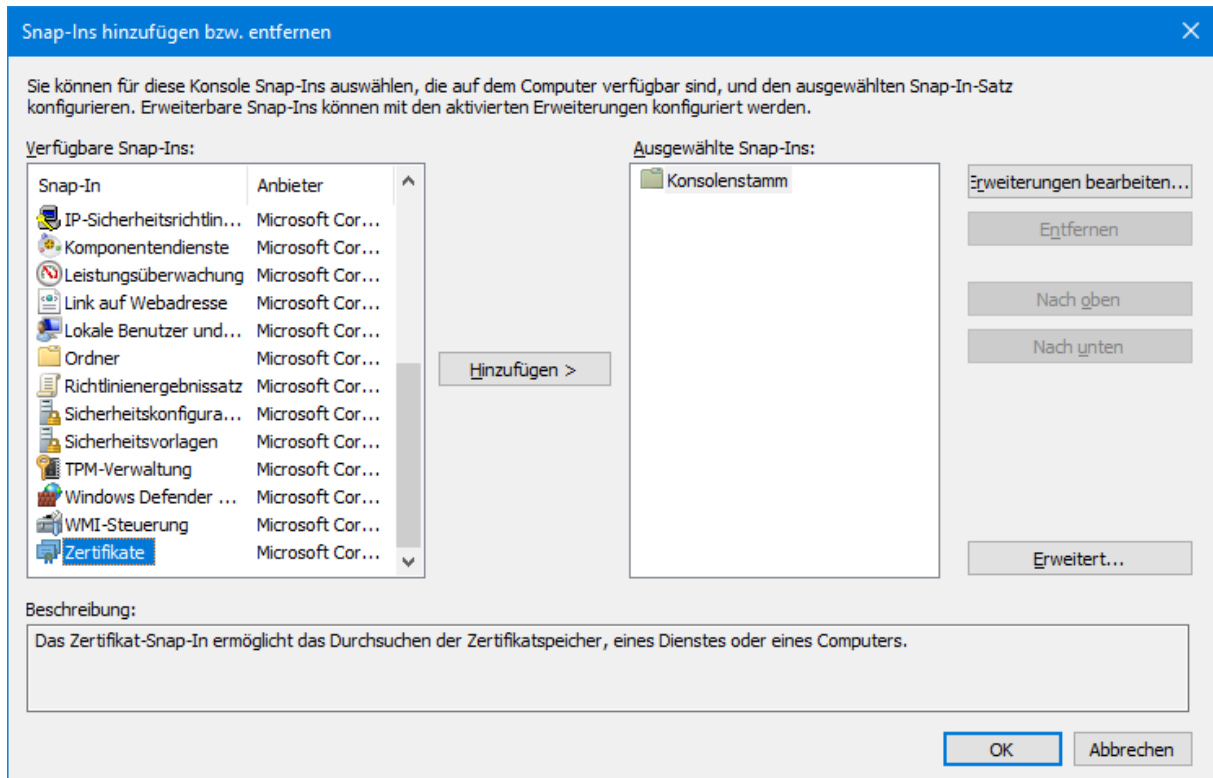 Snap-Ins hinzufügen bzw. entfernen
Sie können für diese Konsole Snap-Ins auswählen, die auf dem Computer verfügbar sind, und den ausgewählten Snap-In-Satz
konfigurieren. Erweiterbare Snap-Ins können mit den aktivierten Erweiterungen konfiguriert werden.
Verfügbare Snap-Ins:
Snap-In Anbieter
IP-Sicherheitsrichtlin... Microsoft Cor...
Komponentendienste Microsoft Cor...
Leistungsüberwachung Microsoft Cor...
Link auf Webadresse Microsoft Cor...
Lokale Benutzer und... Microsoft Cor...
Ordner Microsoft Cor...
Richtlinienergebnissatz Microsoft Cor...
Sicherheitskonfigura... Microsoft Cor...
Sicherheitsvorlagen Microsoft Cor...
TPM-Verwaltung Microsoft Cor...
Windows Defender ... Microsoft Cor...
WMI-Steuerung Microsoft Cor...
Zertifikate Microsoft Cor...
Hinzufügen >
Ausgewählte Snap-Ins:
Konsolenstamm
Erweiterungen bearbeiten...
Entfernen
Nach oben
Nach unten
Erweitert...
Beschreibung:
Das Zertifikat-Snap-In ermöglicht das Durchsuchen der Zertifikatspeicher, eines Dienstes oder eines Computers.
OK Abbrechen